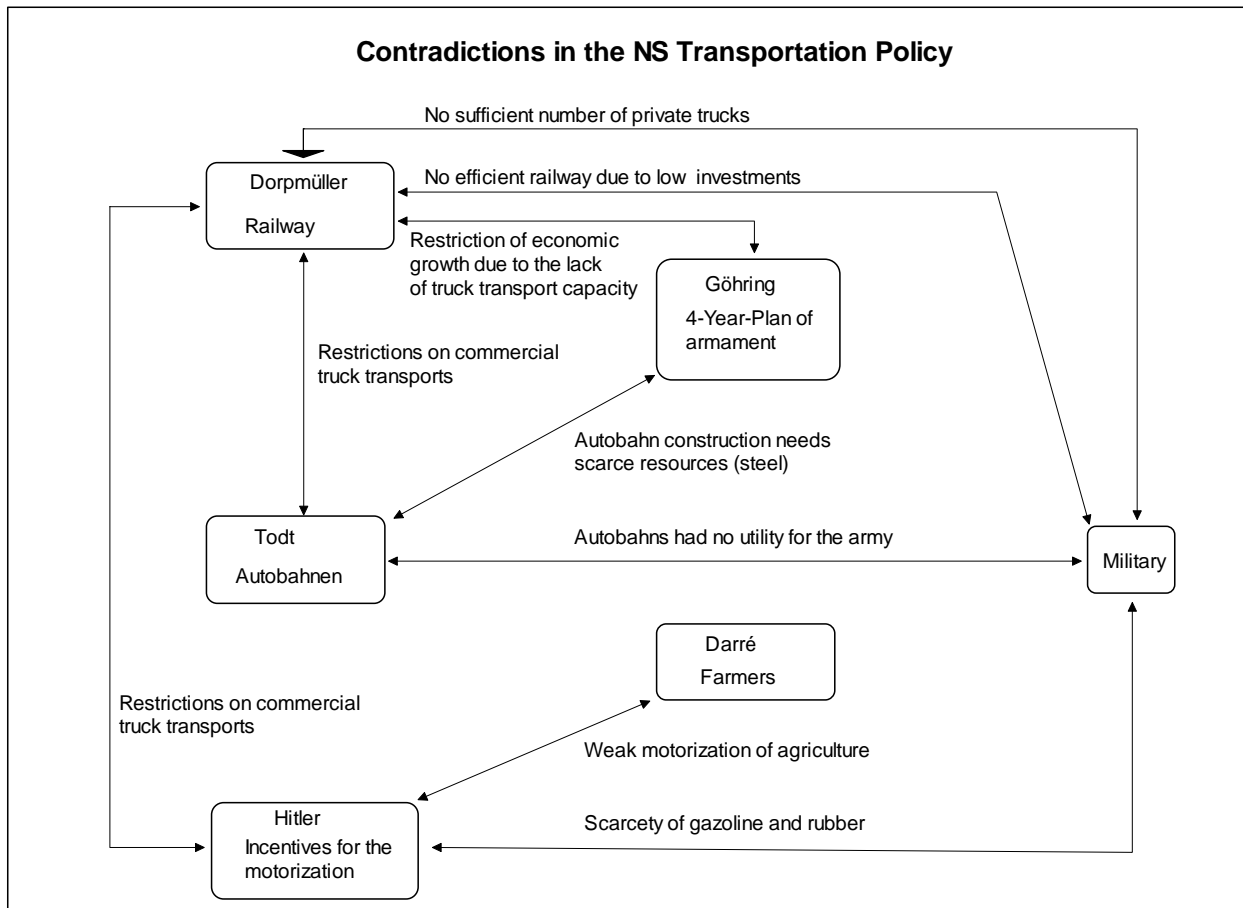 Contradictions in the NS Transportation Policy
No sufficient number of private trucks
Dorpmüller
Railway
No efficient railway due to low investments
Restriction of economic
growth due to the lack
of truck transport capacity
Göhring
4-Year-Plan of
armament
Restrictions on commercial
truck transports
Autobahn construction needs
scarce resources (steel)
Todt
Autobahnen
Autobahns had no utility for the army
Military
Darré
Farmers
Restrictions on commercial
truck transports
Weak motorization of agriculture
Hitler
Incentives for the
motorization
Scarcety of gazoline and rubber